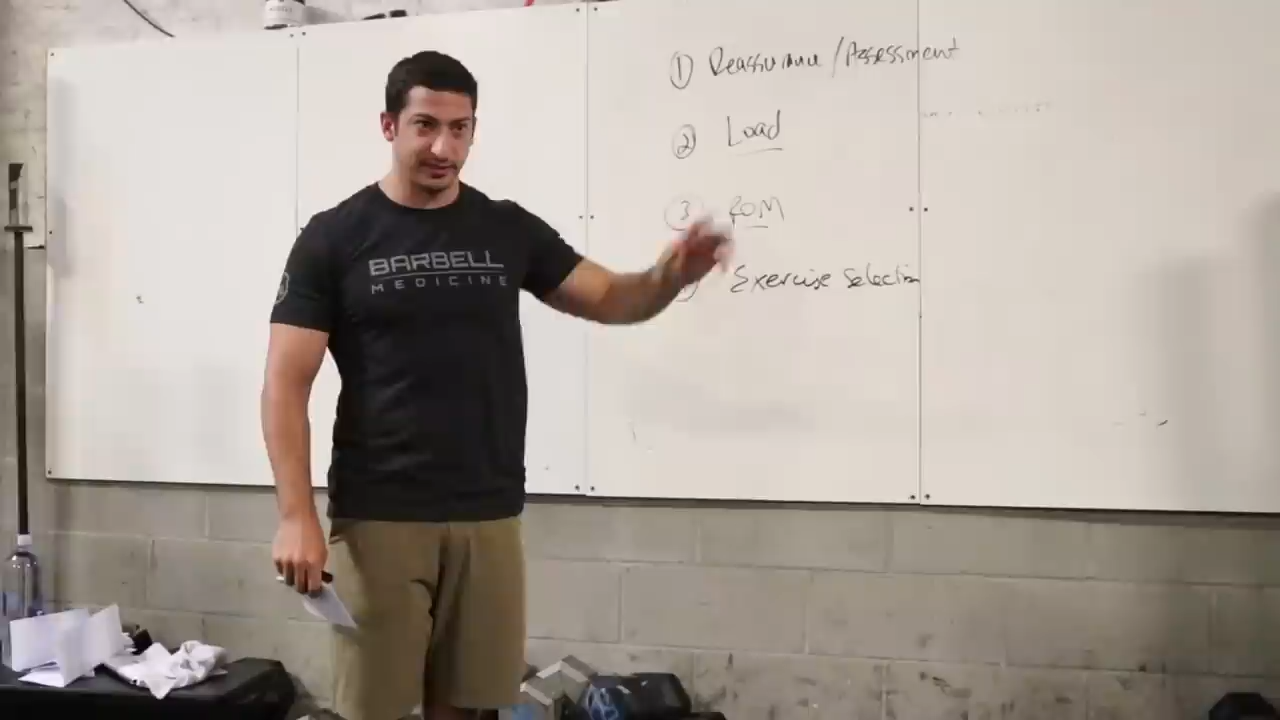 ① Reassurance / Assessment
② Load
③ ROM
Exercise Selection
BARBELL
MEDICINE